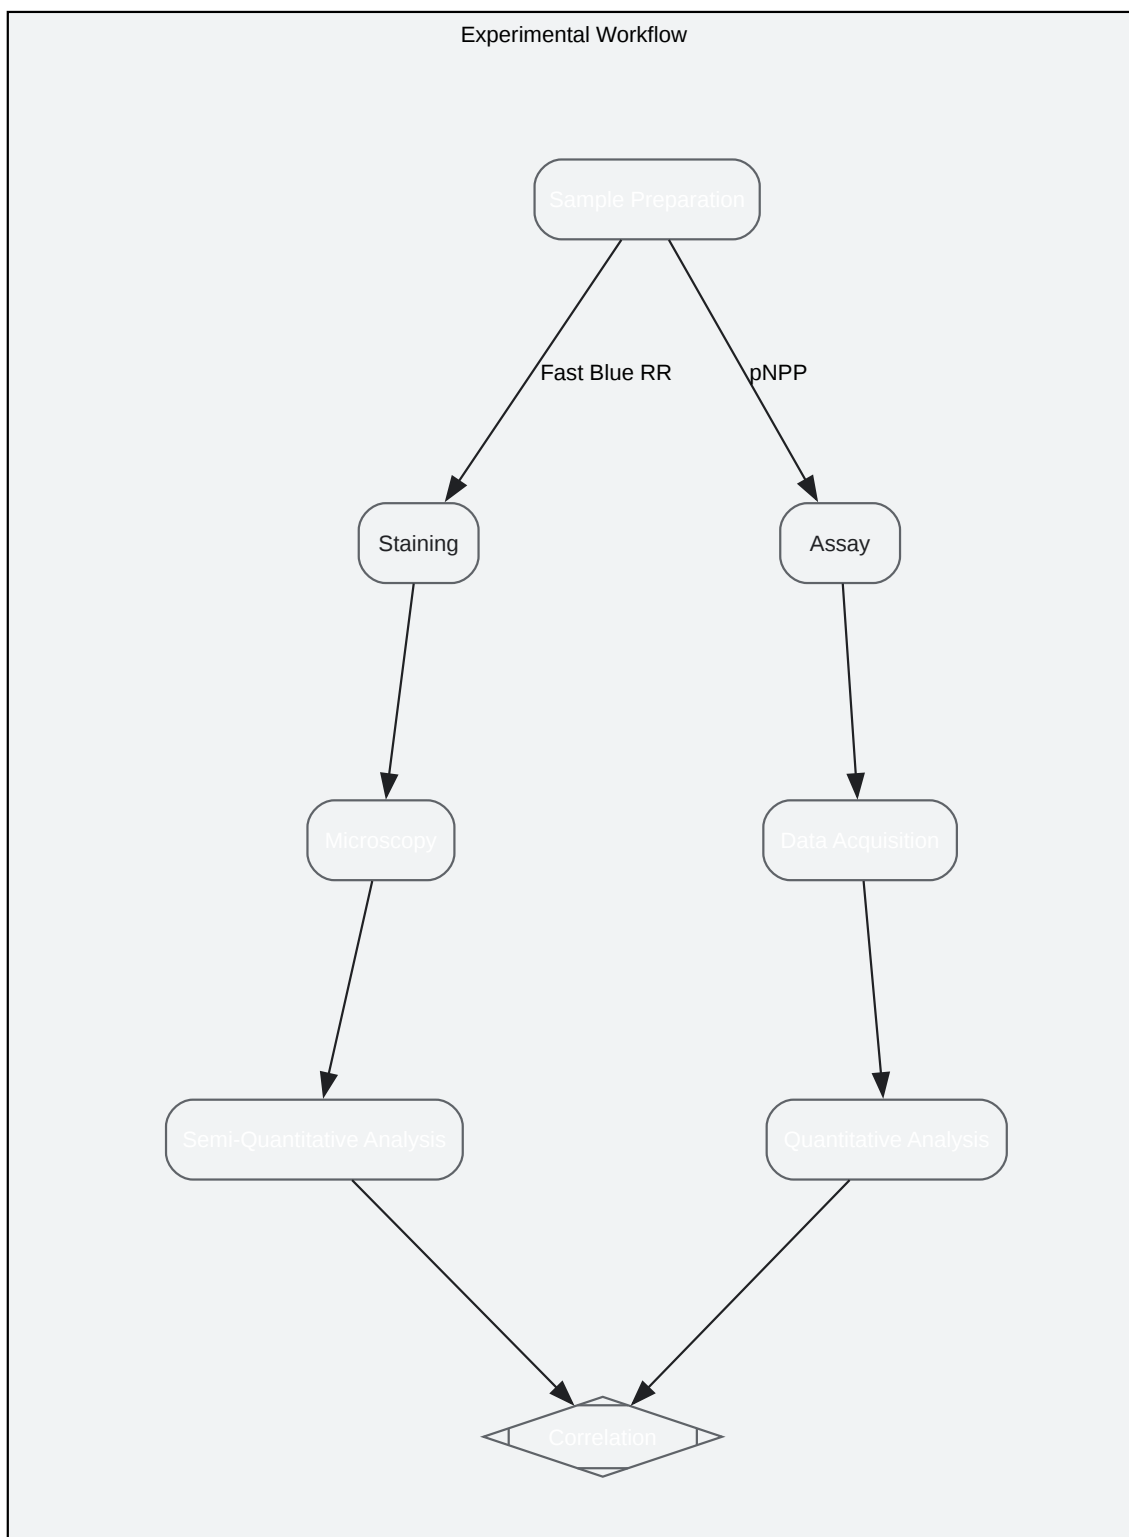 Experimental Workflow
Sample Preparation
Fast Blue RR
pNPP
Staining
Assay
Microscopy
Data Acquisition
Semi-Quantitative Analysis
Quantitative Analysis
Correlation